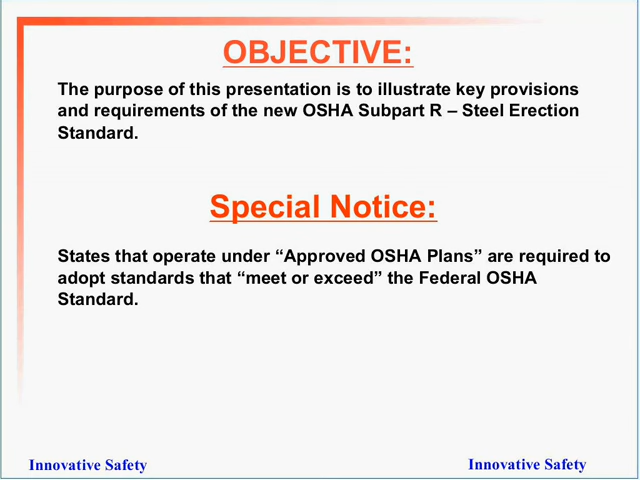 OBJECTIVE:
The purpose of this presentation is to illustrate key provisions
and requirements of the new OSHA Subpart R – Steel Erection
Standard.
Special Notice:
States that operate under “Approved OSHA Plans” are required to
adopt standards that “meet or exceed” the Federal OSHA
Standard.
Innovative Safety
Innovative Safety